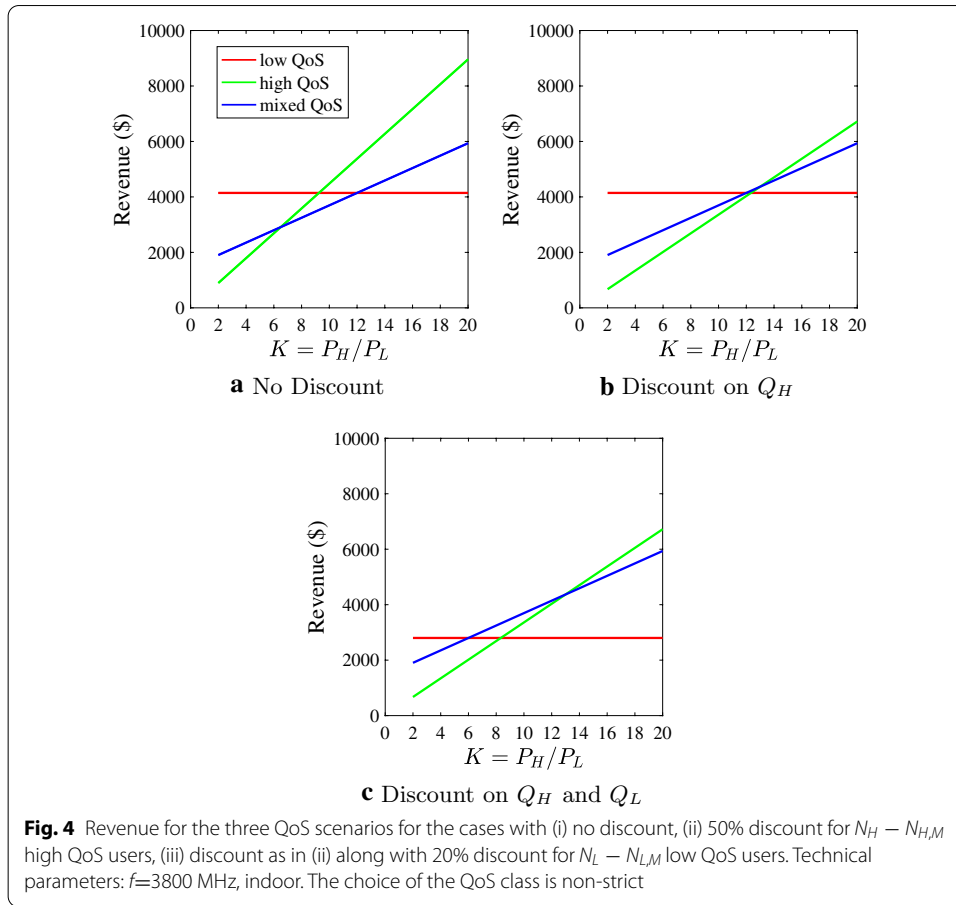 10000
8000
6000
4000
2000
0
Revenue ($)
low QoS
high QoS
mixed QoS
0 2 4 6 8 10 12 14 16 18 20
K = P_H/P_L
a No Discount
10000
8000
6000
4000
2000
0
Revenue ($)
0 2 4 6 8 10 12 14 16 18 20
K = P_H/P_L
b Discount on Q_H
10000
8000
6000
4000
2000
0
Revenue ($)
0 2 4 6 8 10 12 14 16 18 20
K = P_H/P_L
c Discount on Q_H and Q_L
Fig. 4 Revenue for the three QoS scenarios for the cases with (i) no discount, (ii) 50% discount for N_H − N_{H,M}
high QoS users, (iii) discount as in (ii) along with 20% discount for N_L − N_{L,M} low QoS users. Technical
parameters: f=3800 MHz, indoor. The choice of the QoS class is non-strict